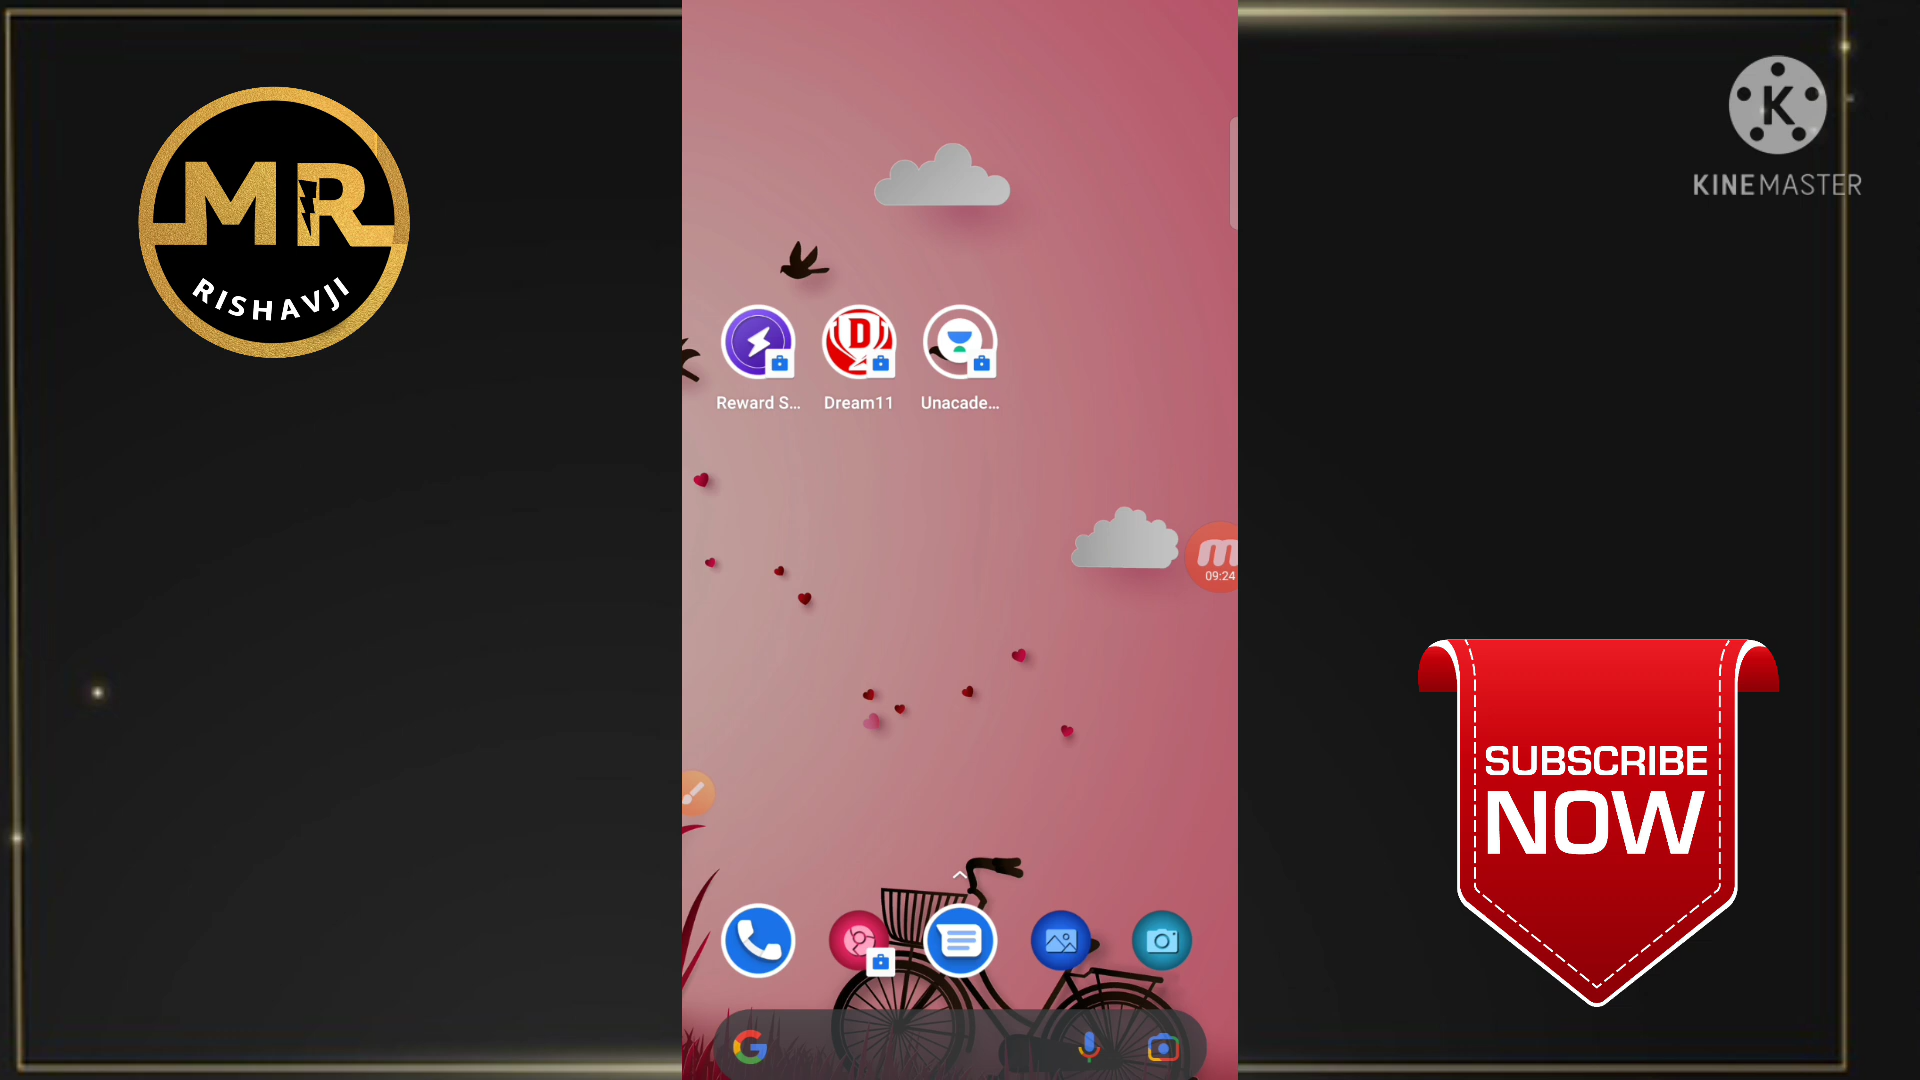 MR
RISHAVJI
K
KINEMASTER
D
Reward S...
Dream11
Unacade...
m
09:24
SUBSCRIBE
NOW
G